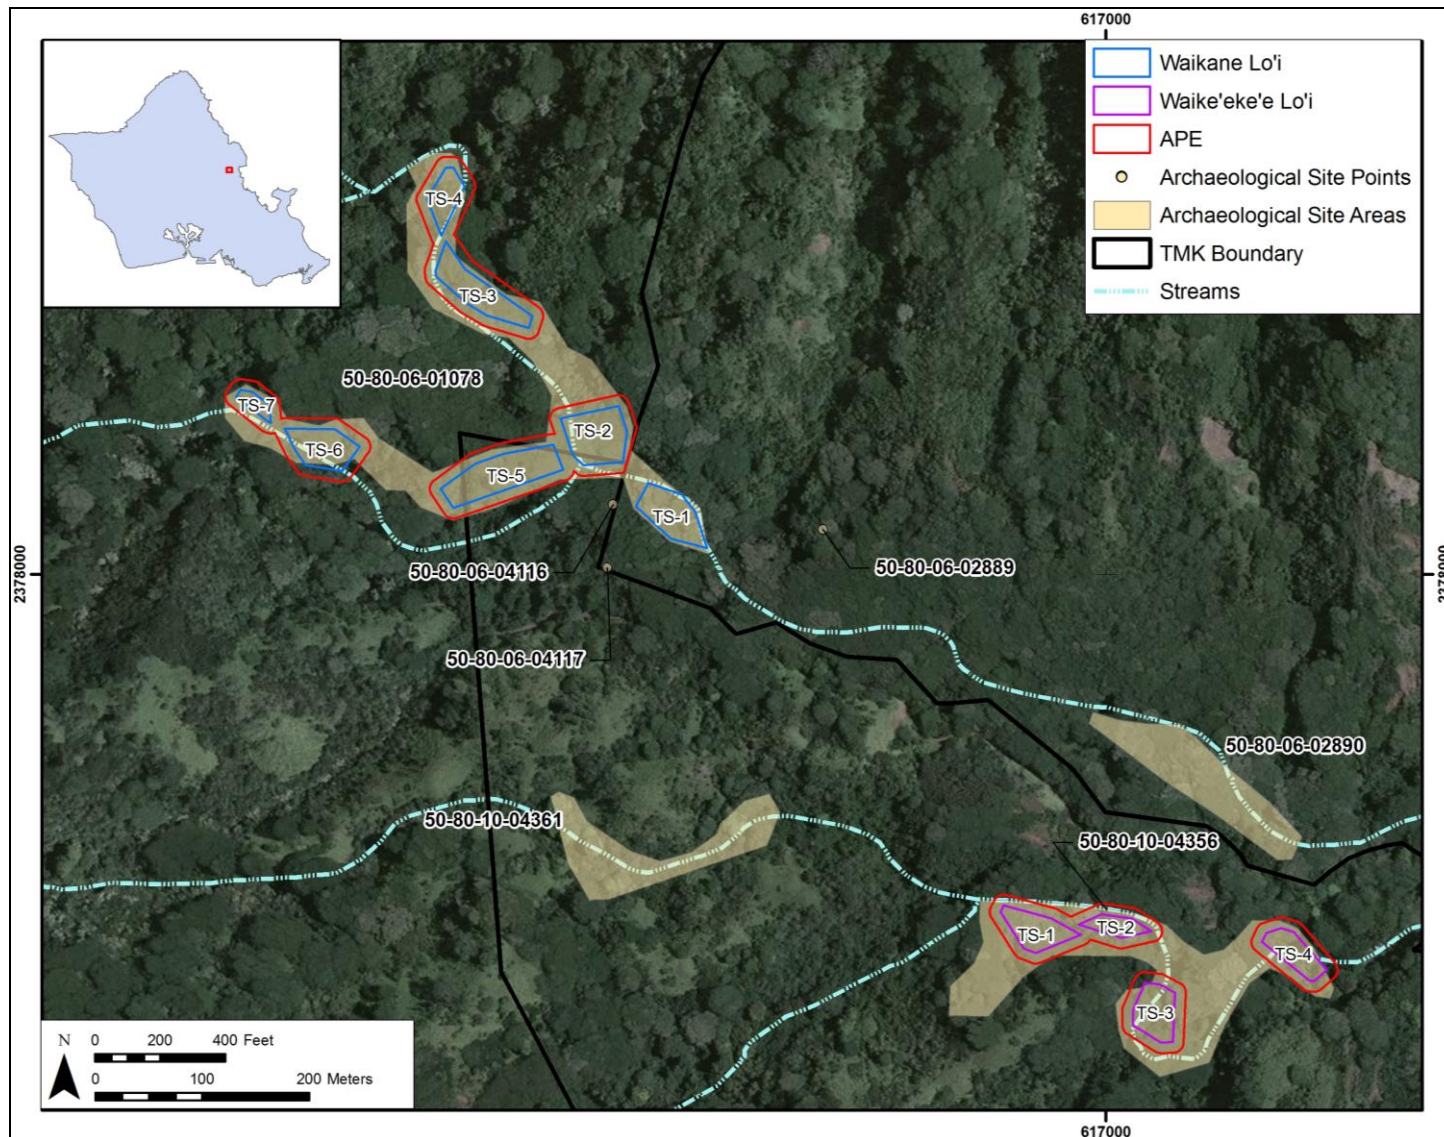 617000
Waikane Lo'i
Waike'eke'e Lo'i
APE
Archaeological Site Points
Archaeological Site Areas
TMK Boundary
Streams
TS-4
TS-3
50-80-06-01078
TS-7
TS-6
TS-2
TS-5
TS-1
50-80-06-04116
50-80-06-02889
2378000
2378000
50-80-06-04117
50-80-06-02890
50-80-10-04361
50-80-10-04356
TS-1
TS-2
TS-4
TS-3
N
0 200 400 Feet
0 100 200 Meters
617000